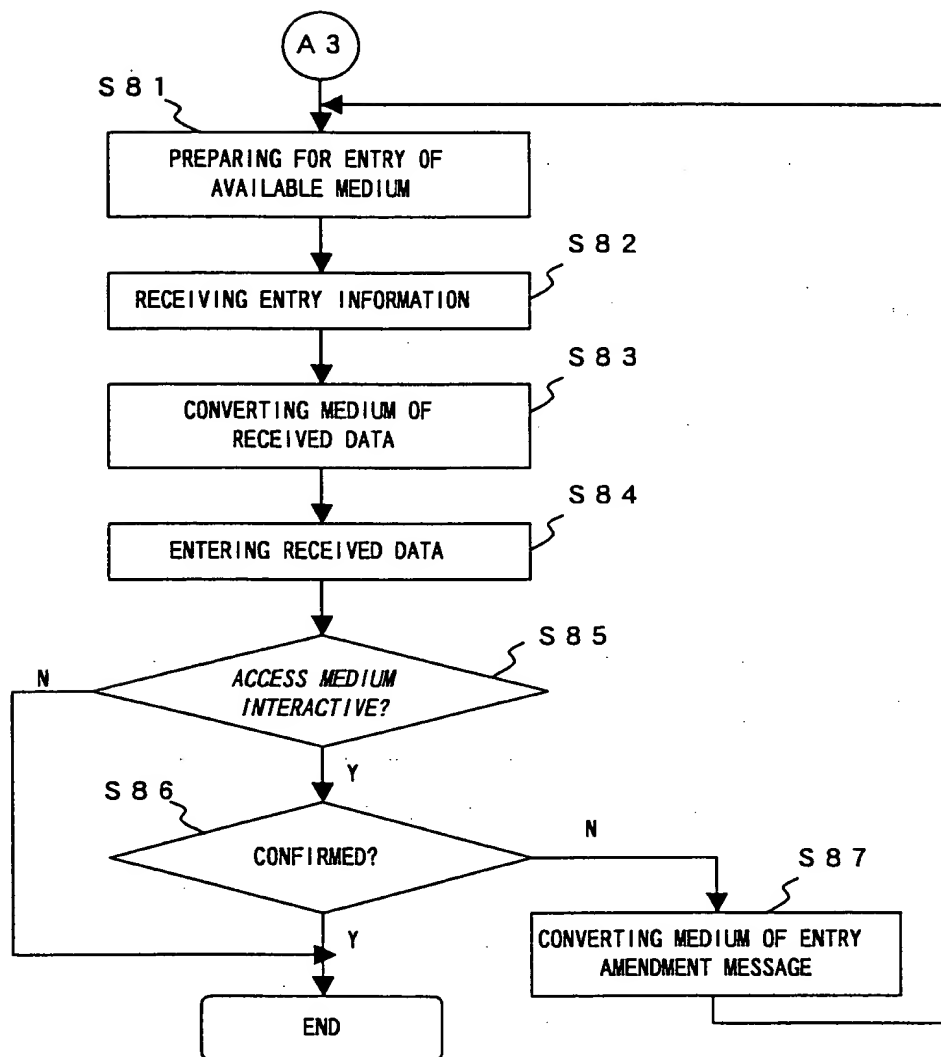 A3
S81
PREPARING FOR ENTRY OF
AVAILABLE MEDIUM
S82
RECEIVING ENTRY INFORMATION
S83
CONVERTING MEDIUM OF
RECEIVED DATA
S84
ENTERING RECEIVED DATA
S85
N
ACCESS MEDIUM
INTERACTIVE?
Y
S86
N
CONFIRMED?
S87
Y
CONVERTING MEDIUM OF ENTRY
AMENDMENT MESSAGE
END